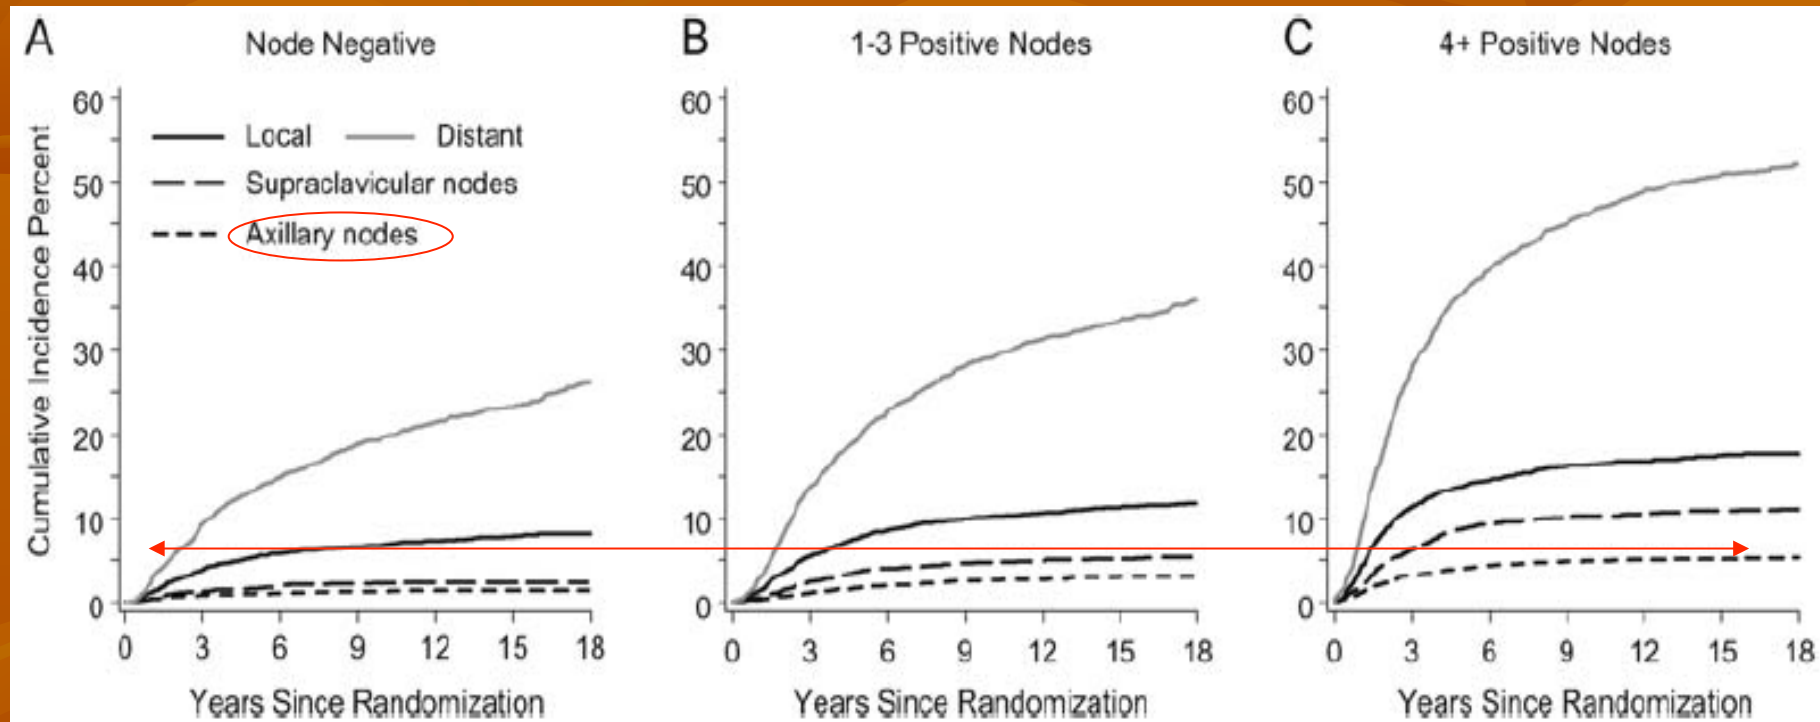 A Node Negative
B 1-3 Positive Nodes
C 4+ Positive Nodes
Cumulative Incidence Percent
60
50
40
30
20
10
0
Local Distant
Supraclavicular nodes
Axillary nodes
0 3 6 9 12 15 18
Years Since Randomization
60
50
40
30
20
10
0
0 3 6 9 12 15 18
Years Since Randomization
60
50
40
30
20
10
0
0 3 6 9 12 15 18
Years Since Randomization